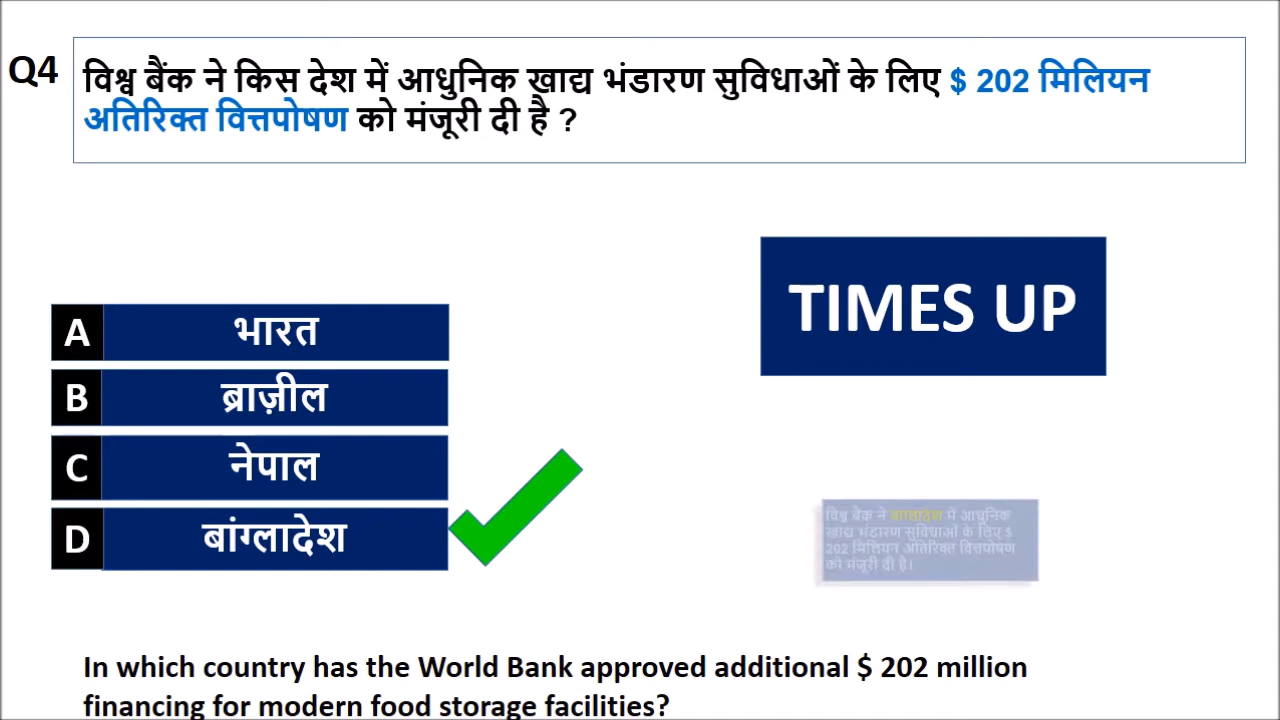 Q4
विश्व बैंक ने किस देश में आधुनिक खाद्य भंडारण सुविधाओं के लिए $ 202 मिलियन
अतिरिक्त वित्तपोषण को मंजूरी दी है ?
TIMES UP
A भारत
B ब्राज़ील
C नेपाल
D बांग्लादेश
विश्व बैंक ने बांग्लादेश में आधुनिक
खाद्य भंडारण सुविधाओं के लिए $
202 मिलियन अतिरिक्त वित्तपोषण
को मंजूरी दी है।
In which country has the World Bank approved additional $ 202 million
financing for modern food storage facilities?